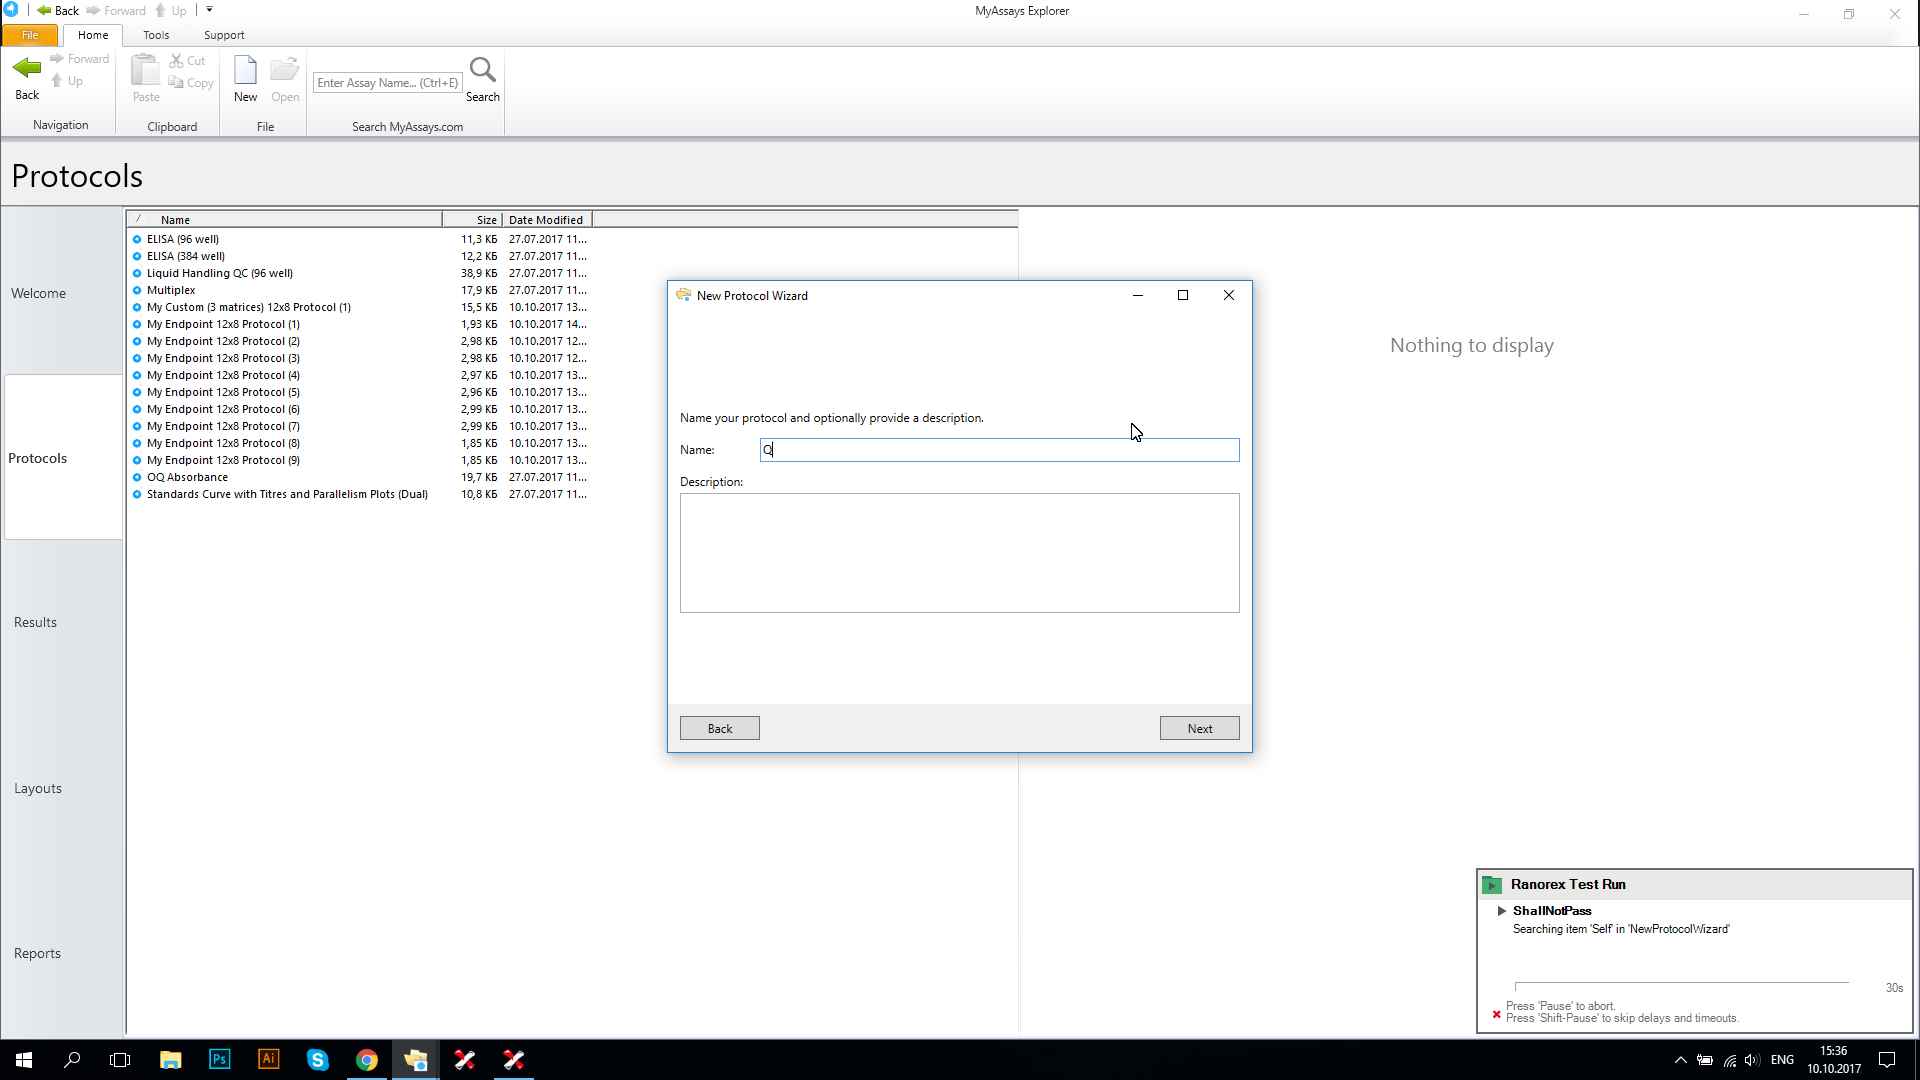 Back Forward Up
MyAssays Explorer
File Home Tools Support
Back
Forward
Up
Navigation
Paste
Cut
Copy
Clipboard
New Open
File
Enter Assay Name... (Ctrl+E)
Search
Search MyAssays.com
Protocols
Welcome
Protocols
Results
Layouts
Reports
Name Size Date Modified
ELISA (96 well) 11,3 КБ 27.07.2017 11...
ELISA (384 well) 12,2 КБ 27.07.2017 11...
Liquid Handling QC (96 well) 38,9 КБ 27.07.2017 11...
Multiplex 17,9 КБ 27.07.2017 11...
My Custom (3 matrices) 12x8 Protocol (1) 15,5 КБ 10.10.2017 13...
My Endpoint 12x8 Protocol (1) 1,93 КБ 10.10.2017 14...
My Endpoint 12x8 Protocol (2) 2,98 КБ 10.10.2017 12...
My Endpoint 12x8 Protocol (3) 2,98 КБ 10.10.2017 12...
My Endpoint 12x8 Protocol (4) 2,97 КБ 10.10.2017 13...
My Endpoint 12x8 Protocol (5) 2,96 КБ 10.10.2017 13...
My Endpoint 12x8 Protocol (6) 2,99 КБ 10.10.2017 13...
My Endpoint 12x8 Protocol (7) 2,99 КБ 10.10.2017 13...
My Endpoint 12x8 Protocol (8) 1,85 КБ 10.10.2017 13...
My Endpoint 12x8 Protocol (9) 1,85 КБ 10.10.2017 13...
OQ Absorbance 19,7 КБ 27.07.2017 11...
Standards Curve with Titres and Parallelism Plots (Dual) 10,8 КБ 27.07.2017 11...
Nothing to display
New Protocol Wizard
Name your protocol and optionally provide a description.
Name: Q
Description:
Back Next
Ranorex Test Run
ShallNotPass
Searching item 'Self' in 'NewProtocolWizard'
30s
Press 'Pause' to abort.
Press 'Shift-Pause' to skip delays and timeouts.
Ps Ai
ENG
15:36
10.10.2017